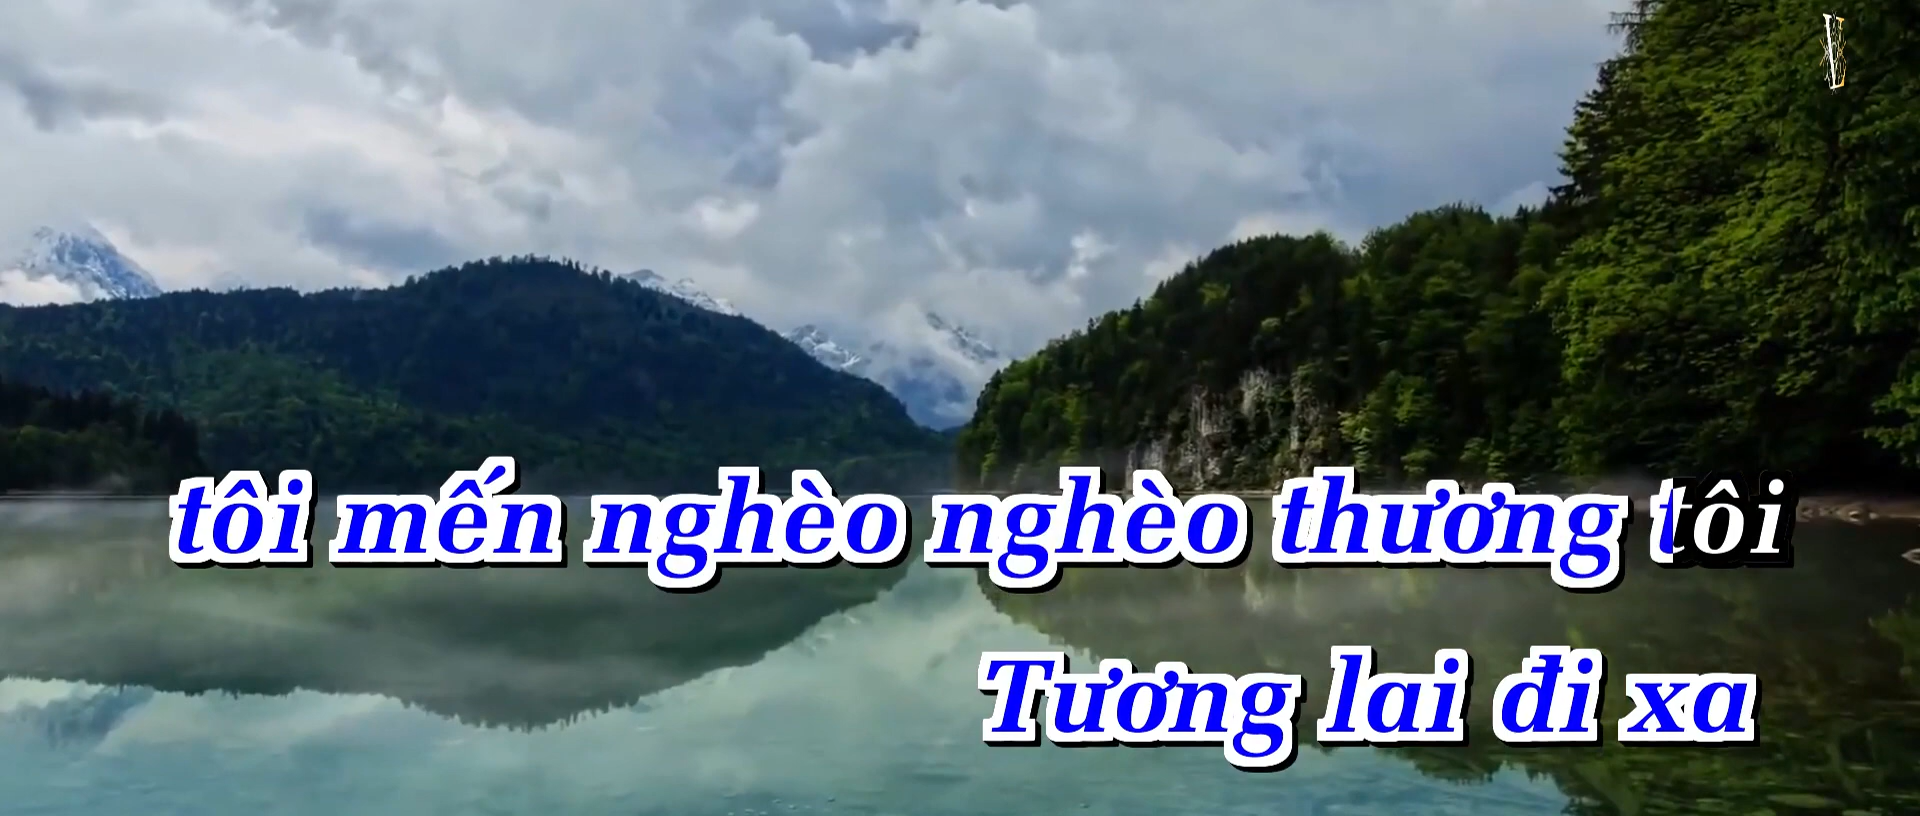 tôi mến nghèo nghèo thương tôi
Tương lai đi xa